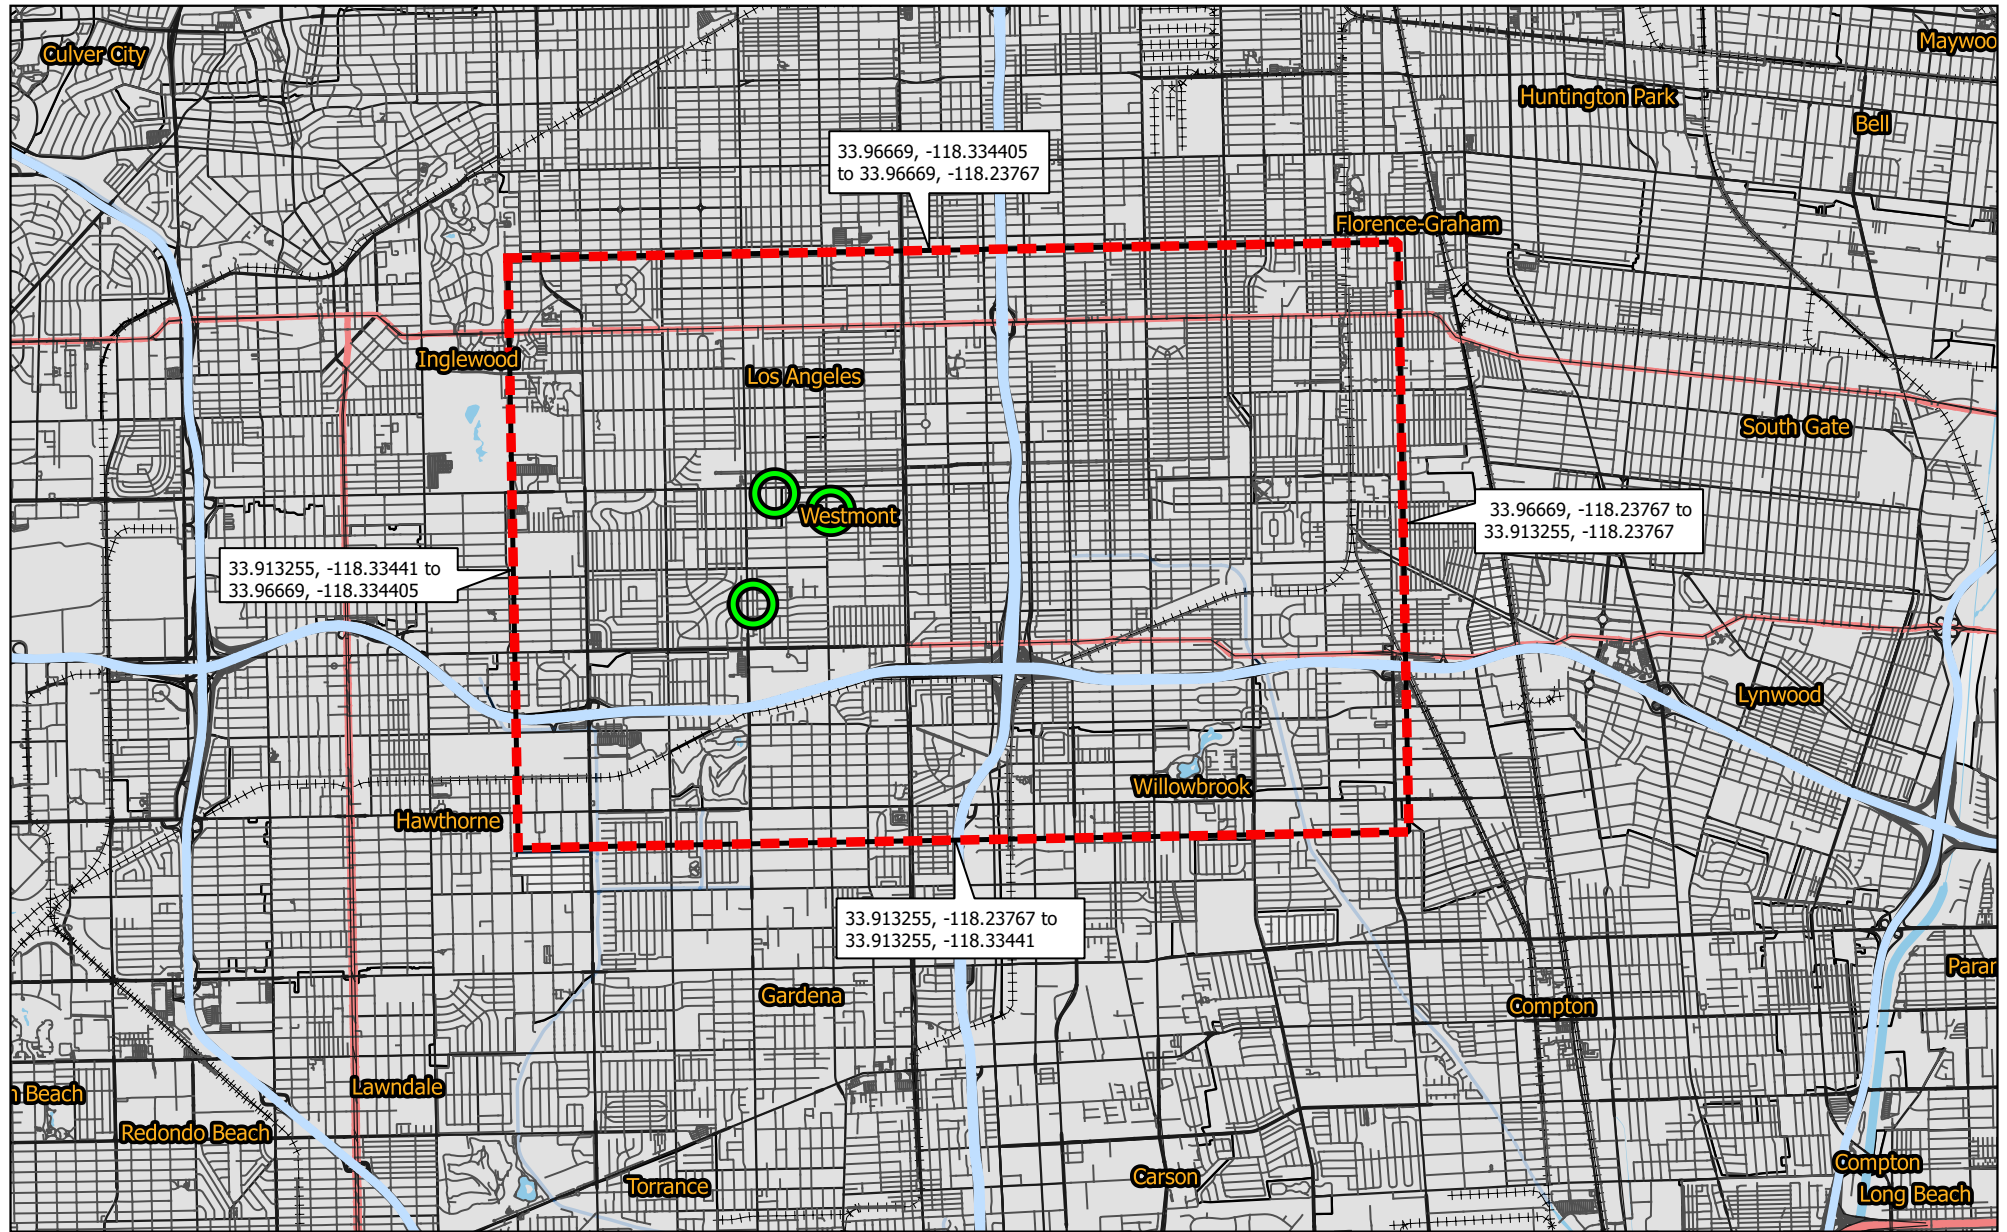 Culver City
Maywoo
Huntington Park
Bell
33.96669, -118.334405
to 33.96669, -118.23767
Florence-Graham
Inglewood
Los Angeles
South Gate
Westmont
33.96669, -118.23767 to
33.913255, -118.23767
33.913255, -118.33441 to
33.96669, -118.334405
Lynwood
Willowbrook
Hawthorne
33.913255, -118.23767 to
33.913255, -118.33441
Paran
Gardena
Compton
Lawndale
n Beach
Redondo Beach
Compton
Carson
Torrance
Long Beach